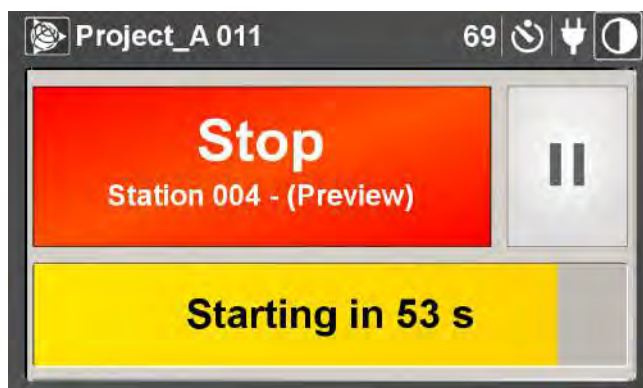 Project_A 011
69
Stop
Station 004 - (Preview)
Starting in 53 s